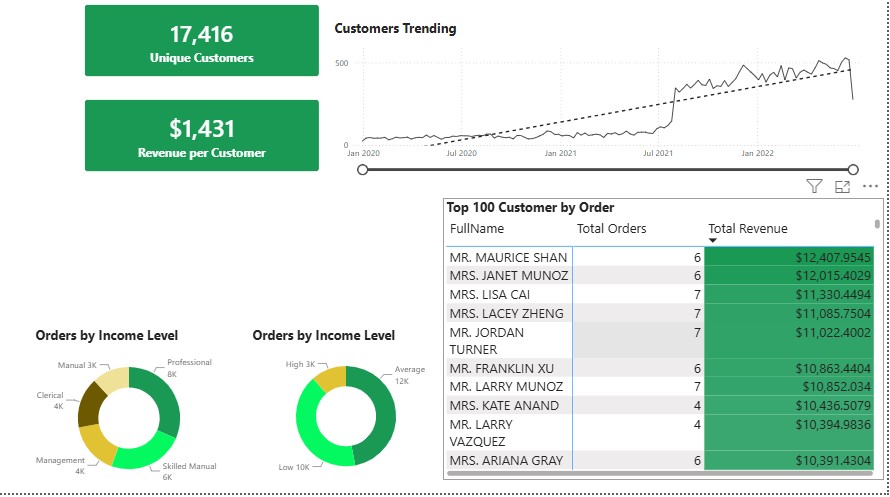 17,416
Unique Customers
$1,431
Revenue per Customer
Customers Trending
500
0
Jan 2020
Jul 2020
Jan 2021
Jul 2021
Jan 2022
Top 100 Customer by Order
FullName Total Orders Total Revenue
MR. MAURICE SHAN 6 $12,407.9545
MRS. JANET MUNOZ 6 $12,015.4029
MRS. LISA CAI 7 $11,330.4494
MRS. LACEY ZHENG 7 $11,085.7504
MR. JORDAN 7 $11,022.4002
TURNER
MR. FRANKLIN XU 6 $10,863.4404
MR. LARRY MUNOZ 7 $10,852.034
MRS. KATE ANAND 4 $10,436.5079
MR. LARRY 4 $10,394.9836
VAZQUEZ
MRS. ARIANA GRAY 6 $10,391.4304
Orders by Income Level
Manual 3K
Professional
8K
Clerical
4K
Management
4K
Skilled Manual
6K
Orders by Income Level
High 3K
Average
12K
Low 10K